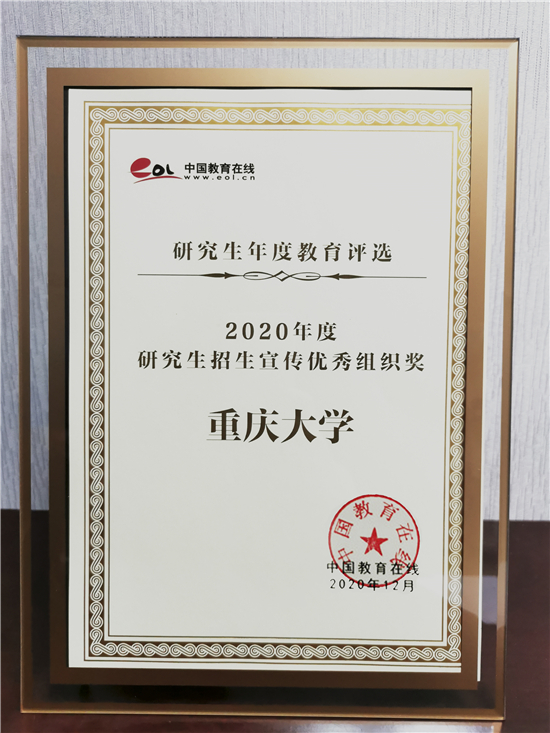 eol 中国教育在线
www.eol.cn
研究生年度教育评选
2020年度
研究生招生宣传优秀组织奖
重庆大学
中国教育在线
中国教育在线
2020年12月